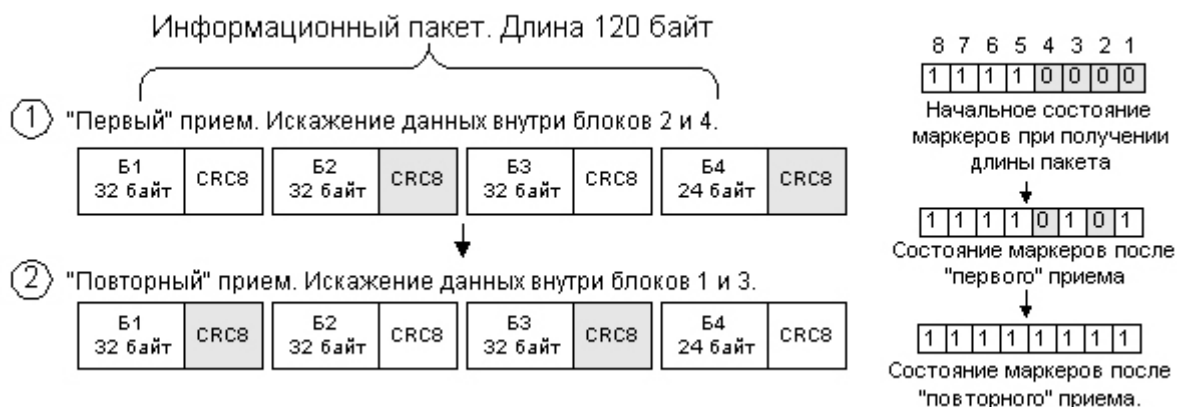 Информационный пакет. Длина 120 байт
1 "Первый" прием. Искажение данных внутри блоков 2 и 4.
Б1 32 байт CRC8 Б2 32 байт CRC8 Б3 32 байт CRC8 Б4 24 байт CRC8
2 "Повторный" прием. Искажение данных внутри блоков 1 и 3.
Б1 32 байт CRC8 Б2 32 байт CRC8 Б3 32 байт CRC8 Б4 24 байт CRC8
8 7 6 5 4 3 2 1
1 1 1 1 0 0 0 0
Начальное состояние
маркеров при получении
длины пакета
1 1 1 1 0 1 0 1
Состояние маркеров после
"первого" приема
1 1 1 1 1 1 1 1
Состояние маркеров после
"повторного" приема.